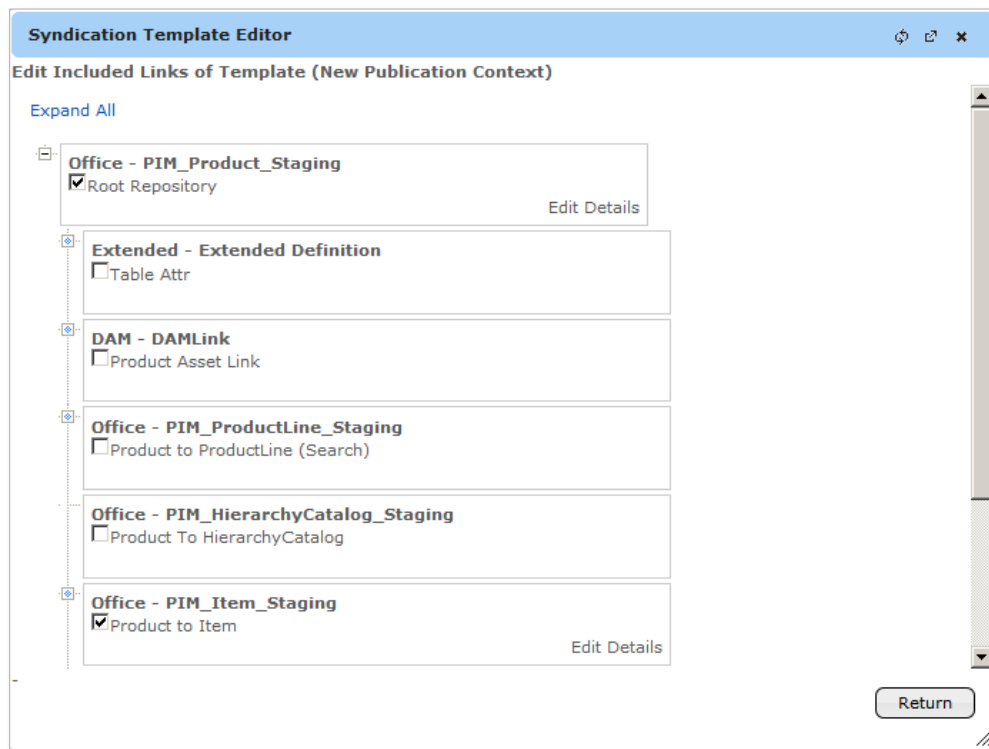 Syndication Template Editor
Edit Included Links of Template (New Publication Context)
Expand All
Office - PIM_Product_Staging
Root Repository
Edit Details
Extended - Extended Definition
Table Attr
DAM - DAMLink
Product Asset Link
Office - PIM_ProductLine_Staging
Product to ProductLine (Search)
Office - PIM_HierarchyCatalog_Staging
Product To HierarchyCatalog
Office - PIM_Item_Staging
Product to Item
Edit Details
-
Return